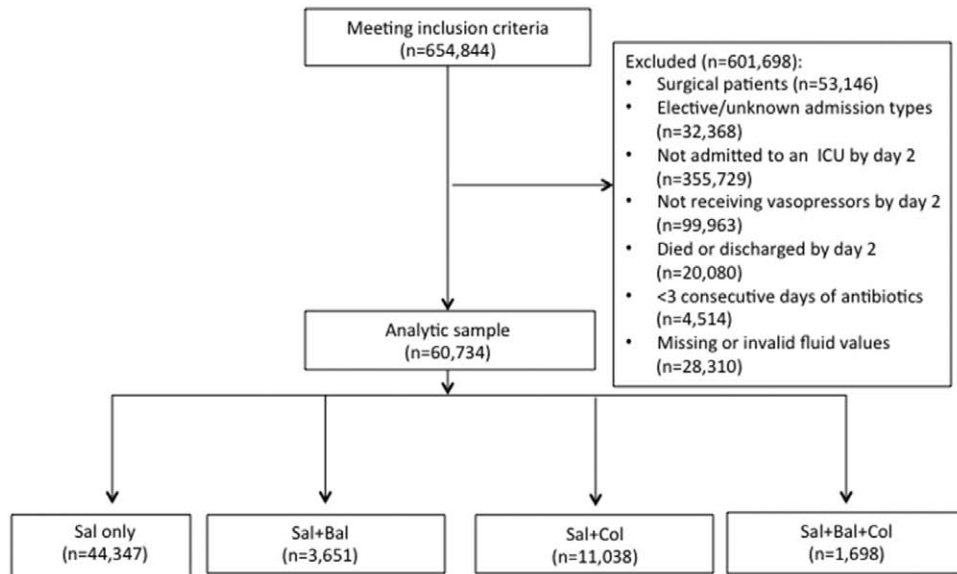 Meeting inclusion criteria
(n=654,844)
Excluded (n=601,698):
• Surgical patients (n=53,146)
• Elective/unknown admission types
(n=32,368)
• Not admitted to an ICU by day 2
(n=355,729)
• Not receiving vasopressors by day 2
(n=99,963)
• Died or discharged by day 2
(n=20,080)
• <3 consecutive days of antibiotics
(n=4,514)
• Missing or invalid fluid values
(n=28,310)
Analytic sample
(n=60,734)
Sal only
(n=44,347)
Sal+Bal
(n=3,651)
Sal+Col
(n=11,038)
Sal+Bal+Col
(n=1,698)